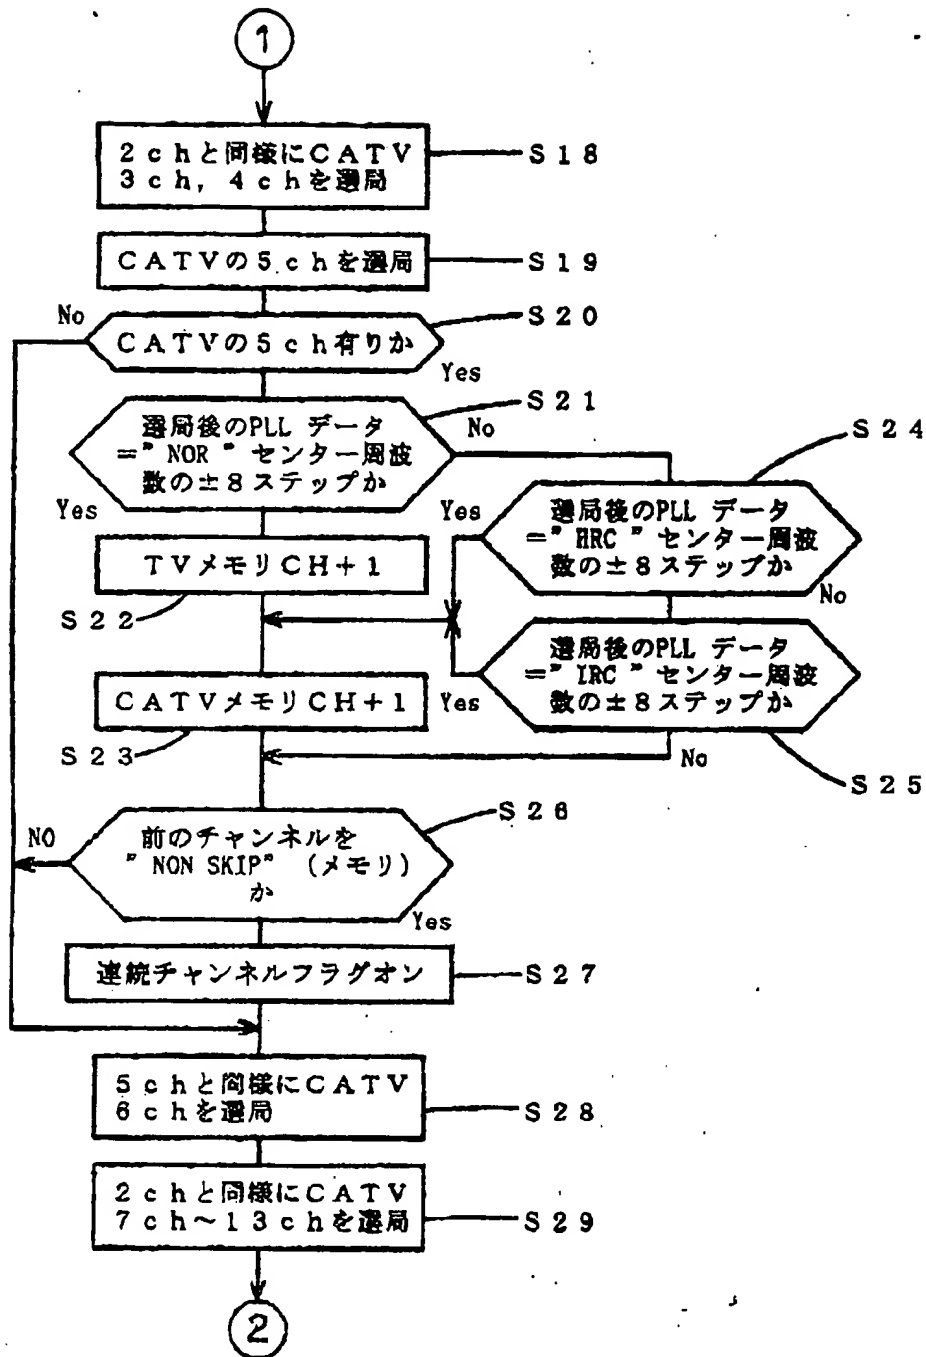 1
2chと同様にCATV
3ch, 4chを選局
S18
CATVの5chを選局
S19
No
CATVの5ch有りか
S20
Yes
選局後のPLL データ
="NOR" センター周波
数の±8ステップか
S21
No
Yes
選局後のPLL データ
="HRC" センター周波
数の±8ステップか
S24
Yes
No
TVメモリCH+1
S22
選局後のPLL データ
="IRC" センター周波
数の±8ステップか
Yes
No
S25
CATVメモリCH+1
S23
前のチャンネルを
"NON SKIP" (メモリ)
か
S26
NO
Yes
連続チャンネルフラグオン
S27
5chと同様にCATV
6chを選局
S28
2chと同様にCATV
7ch~13chを選局
S29
2